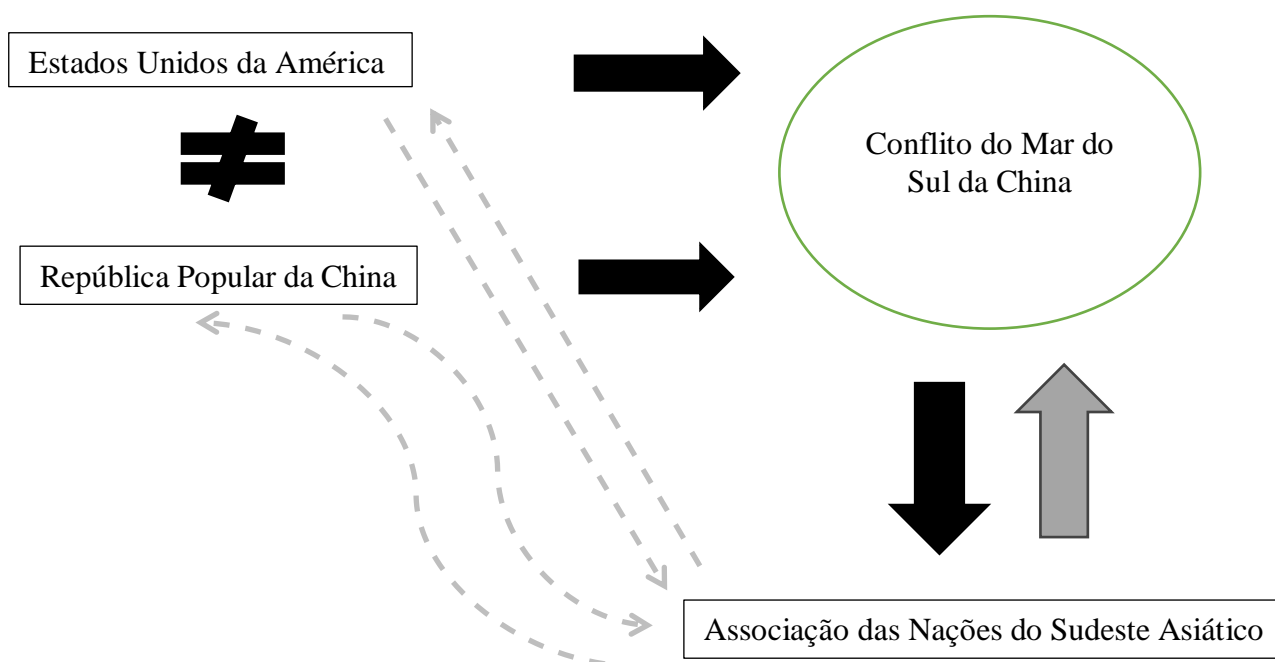 Estados Unidos da América
≠
República Popular da China
Conflito do Mar do
Sul da China
Associação das Nações do Sudeste Asiático